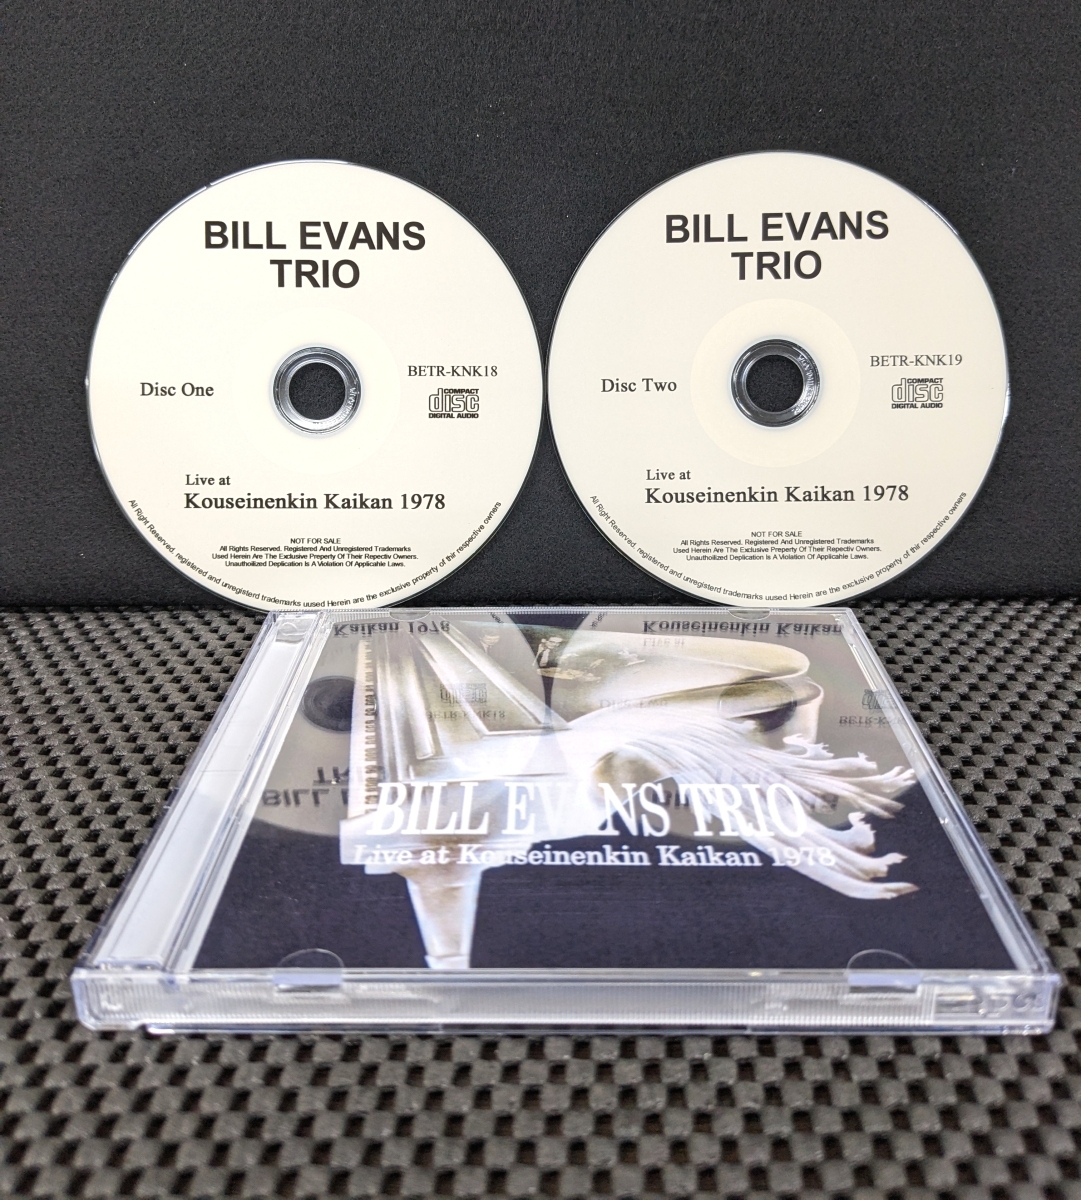 BILL EVANS
TRIO
Disc One
BETR-KNK18
COMPACT
disc
DIGITAL AUDIO
Live at
Kouseinenkin Kaikan 1978
NOT FOR SALE
All Rights Reserved. Registered And Unregistered Trademarks
Used Herein Are The Exclusive Preperty Of Their Repectiv Owners.
Unauthoilized Deplication Is A Violation Of Applicahle Laws.
All Right Reserved. registered and unregisterd trademarks uused Herein are the exclusive property of thir respective owners
BILL EVANS
TRIO
Disc Two
BETR-KNK19
COMPACT
disc
DIGITAL AUDIO
Live at
Kouseinenkin Kaikan 1978
NOT FOR SALE
All Rights Reserved. Registered And Unregistered Trademarks
Used Herein Are The Exclusive Preperty Of Their Repectiv Owners.
Unauthoilized Deplication Is A Violation Of Applicahle Laws.
All Right Reserved. registered and unregisterd trademarks uused Herein are the exclusive property of thir respective owners
BILL EVANS TRIO
Live at Kouseinenkin Kaikan 1978